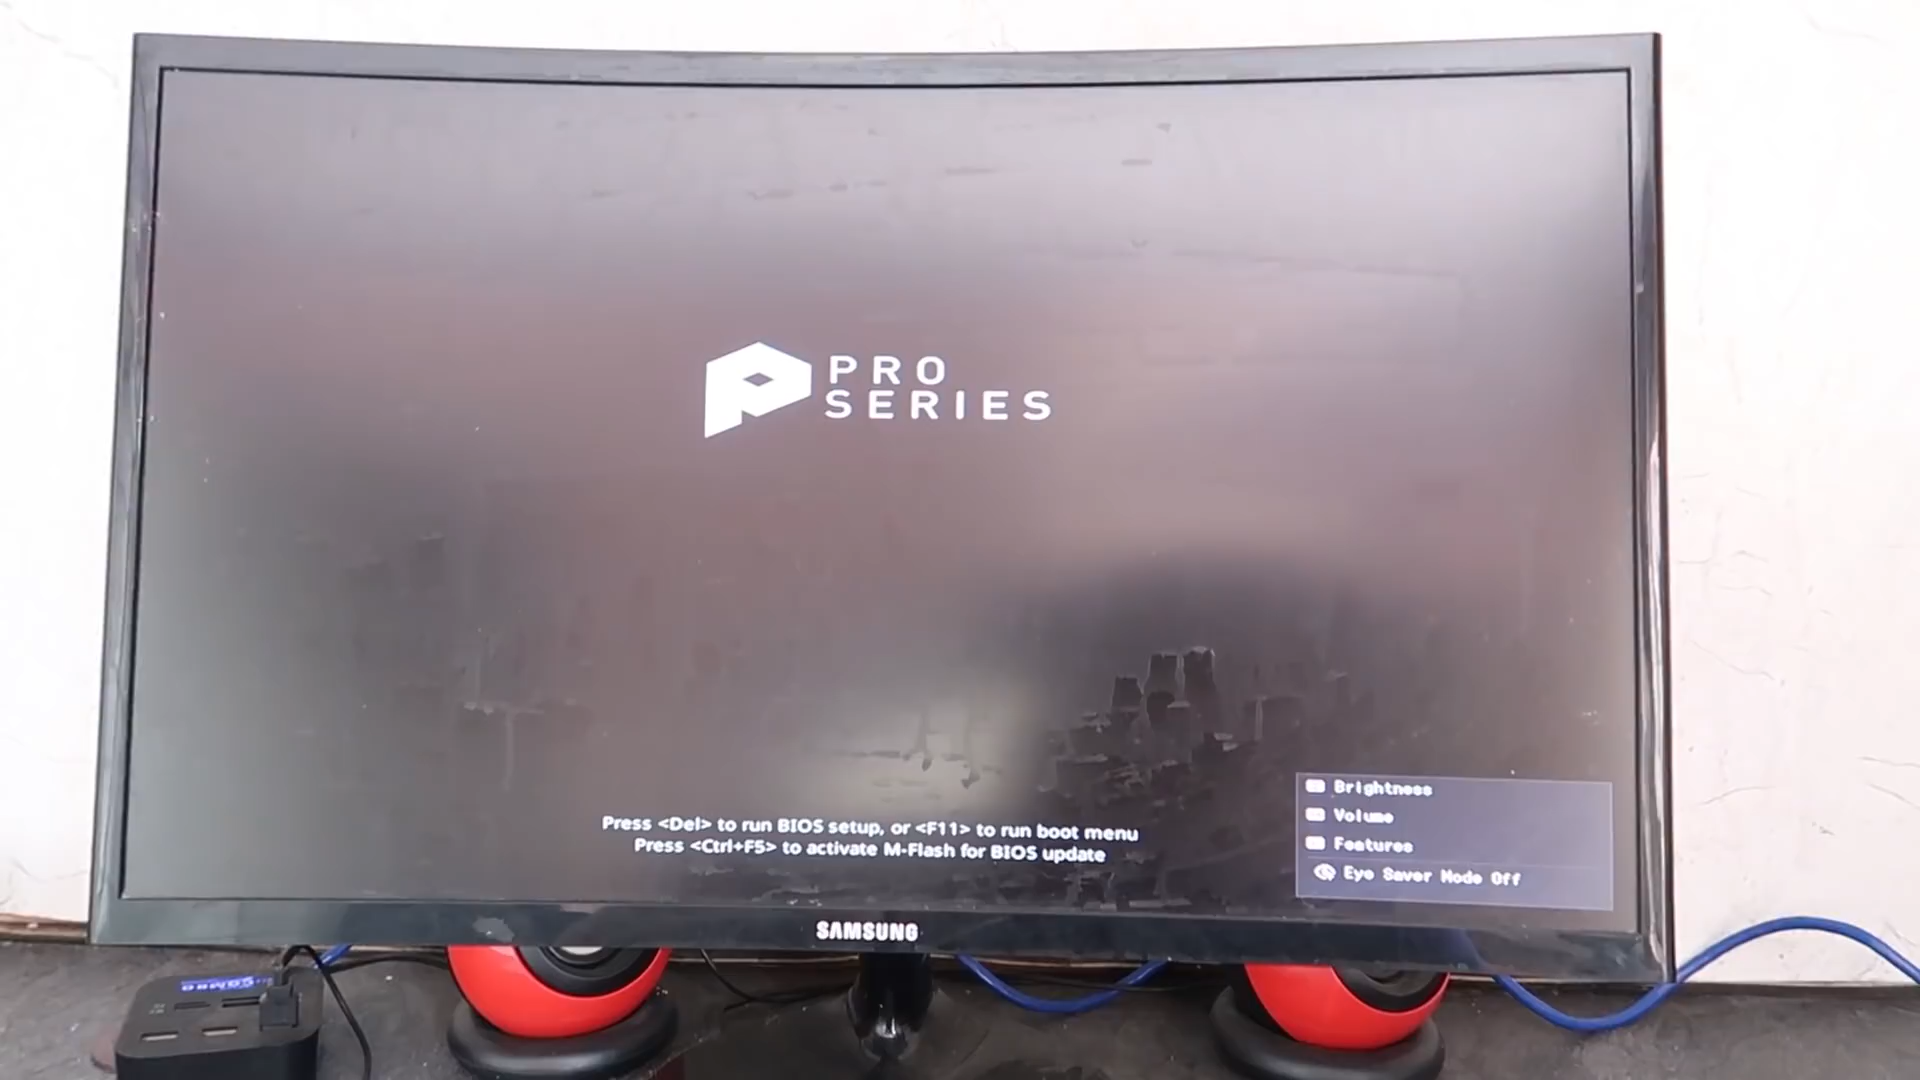 PRO
SERIES
Press <Del> to run BIOS setup, or <F11> to run boot menu
Press <Ctrl+F5> to activate M-Flash for BIOS update
Brightness
Volume
Features
Eye Saver Mode Off
SAMSUNG
COMBO